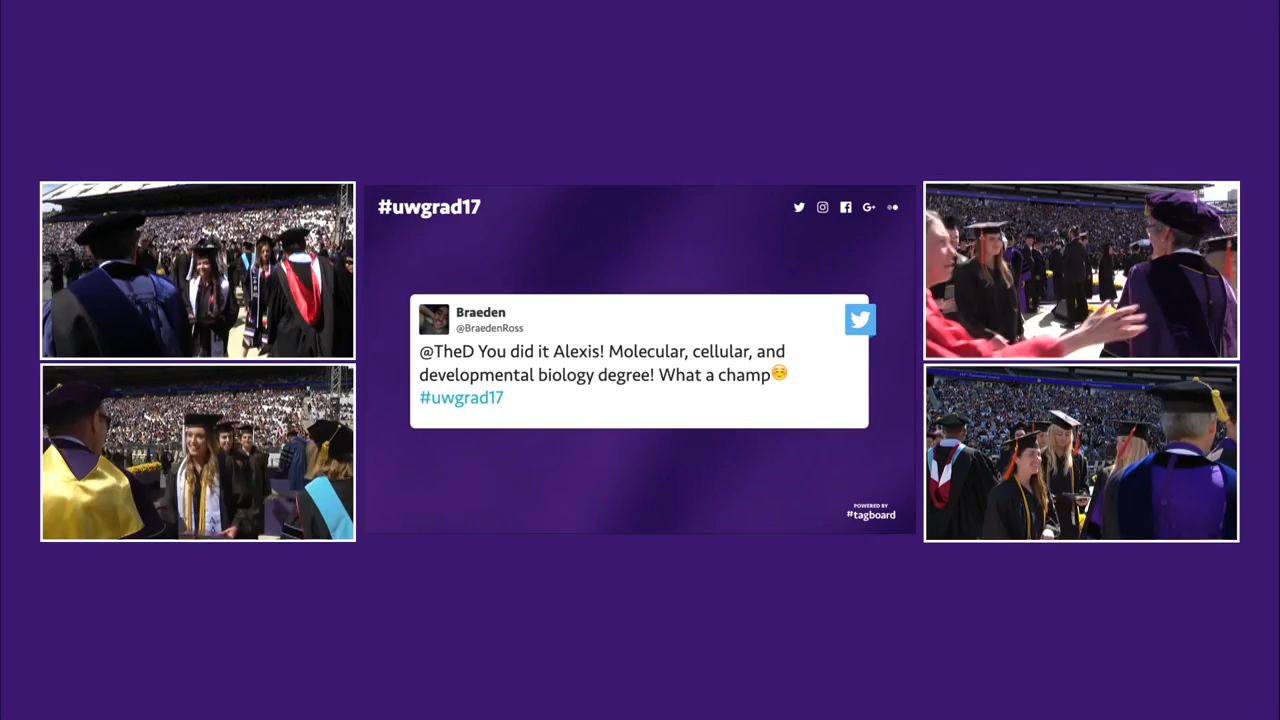 #uwgrad17
Braeden
@BraedenRoss
@TheD You did it Alexis! Molecular, cellular, and
developmental biology degree! What a champ☺️
#uwgrad17
POWERED BY
#tagboard